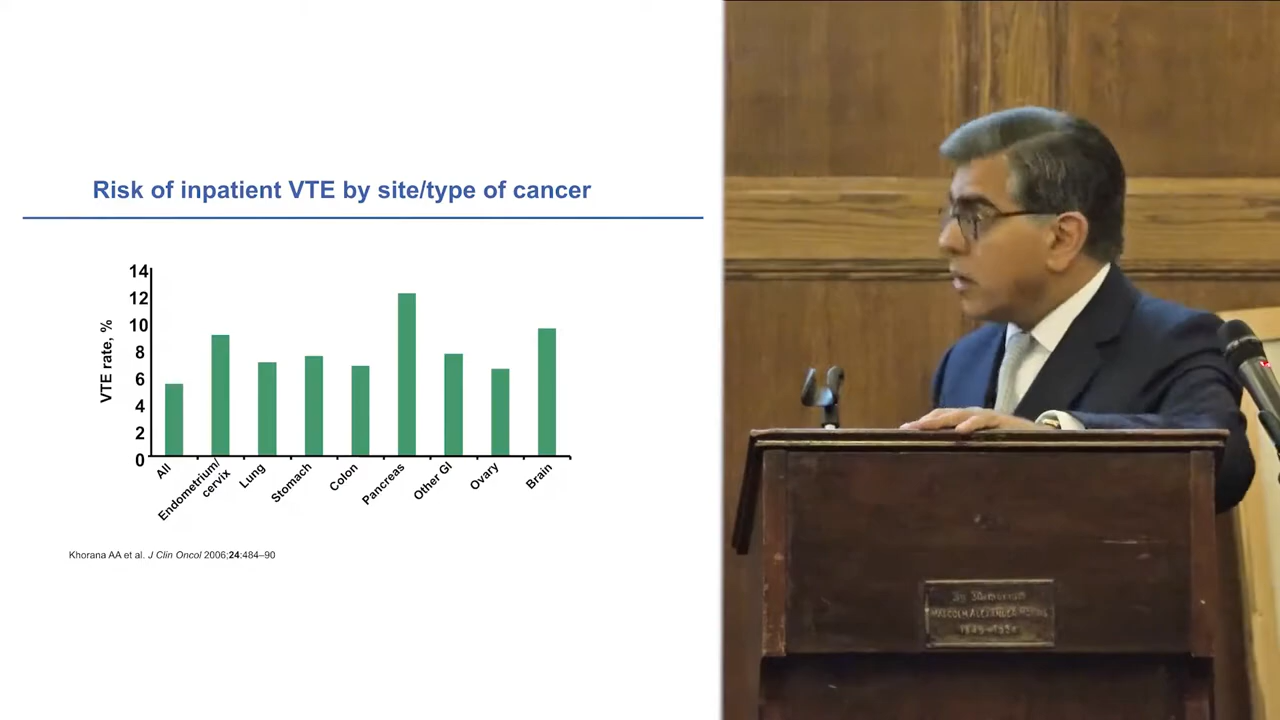 Risk of inpatient VTE by site/type of cancer
VTE rate, %
14
12
10
8
6
4
2
0
All
Endometrium/
cervix
Lung
Stomach
Colon
Pancreas
Other GI
Ovary
Brain
Khorana AA et al. J Clin Oncol 2006;24:484–90
MALCOLM ALEXANDER